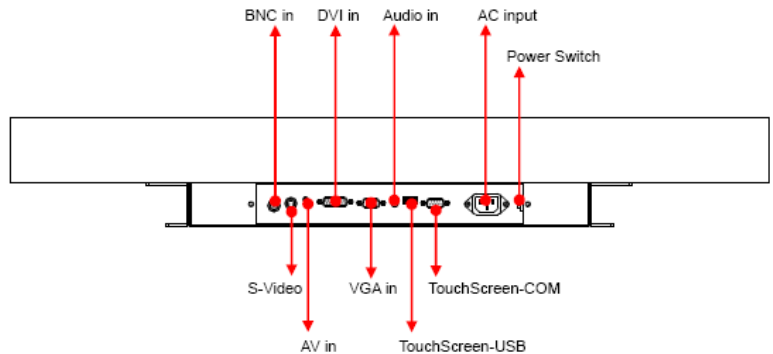 BNC in
DVI in
Audio in
AC input
Power Switch
S-Video
VGA in
TouchScreen-COM
AV in
TouchScreen-USB